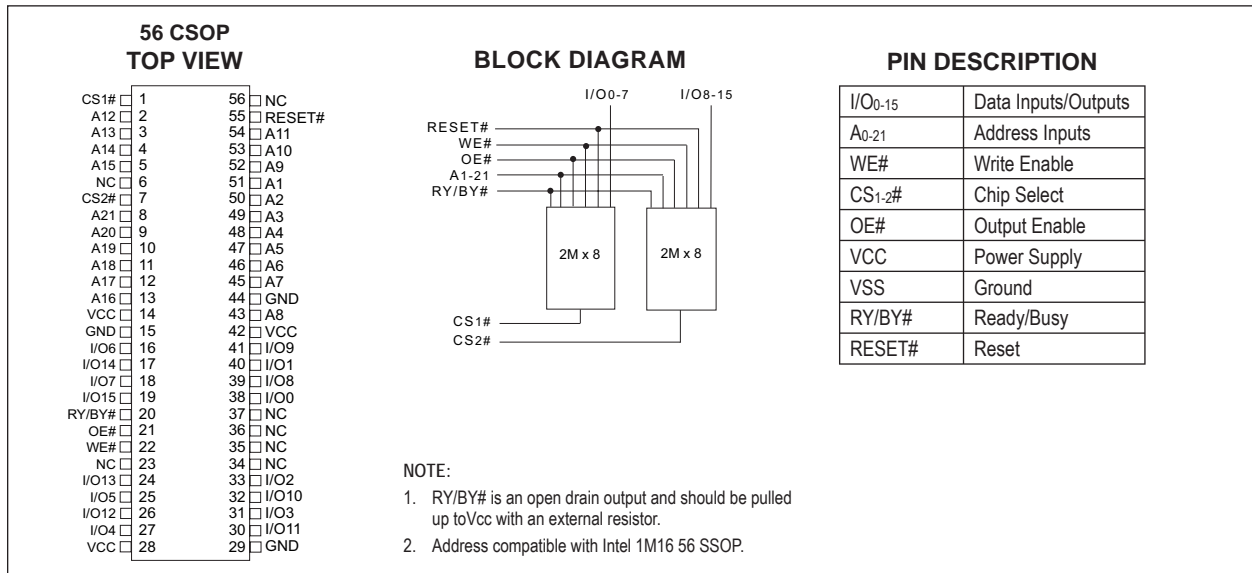 56 CSOP
TOP VIEW
CS1# 1 56 NC
A12 2 55 RESET#
A13 3 54 A11
A14 4 53 A10
A15 5 52 A9
NC 6 51 A1
CS2# 7 50 A2
A21 8 49 A3
A20 9 48 A4
A19 10 47 A5
A18 11 46 A6
A17 12 45 A7
A16 13 44 GND
VCC 14 43 A8
GND 15 42 VCC
I/O6 16 41 I/O9
I/O14 17 40 I/O1
I/O7 18 39 I/O8
I/O15 19 38 I/O0
RY/BY# 20 37 NC
OE# 21 36 NC
WE# 22 35 NC
NC 23 34 NC
I/O13 24 33 I/O2
I/O5 25 32 I/O10
I/O12 26 31 I/O3
I/O4 27 30 I/O11
VCC 28 29 GND
BLOCK DIAGRAM
I/O0-7 I/O8-15
RESET#
WE#
OE#
A1-21
RY/BY#
2M x 8 2M x 8
CS1#
CS2#
NOTE:
1. RY/BY# is an open drain output and should be pulled
up toVcc with an external resistor.
2. Address compatible with Intel 1M16 56 SSOP.
PIN DESCRIPTION
I/O0-15 Data Inputs/Outputs
A0-21 Address Inputs
WE# Write Enable
CS1-2# Chip Select
OE# Output Enable
VCC Power Supply
VSS Ground
RY/BY# Ready/Busy
RESET# Reset